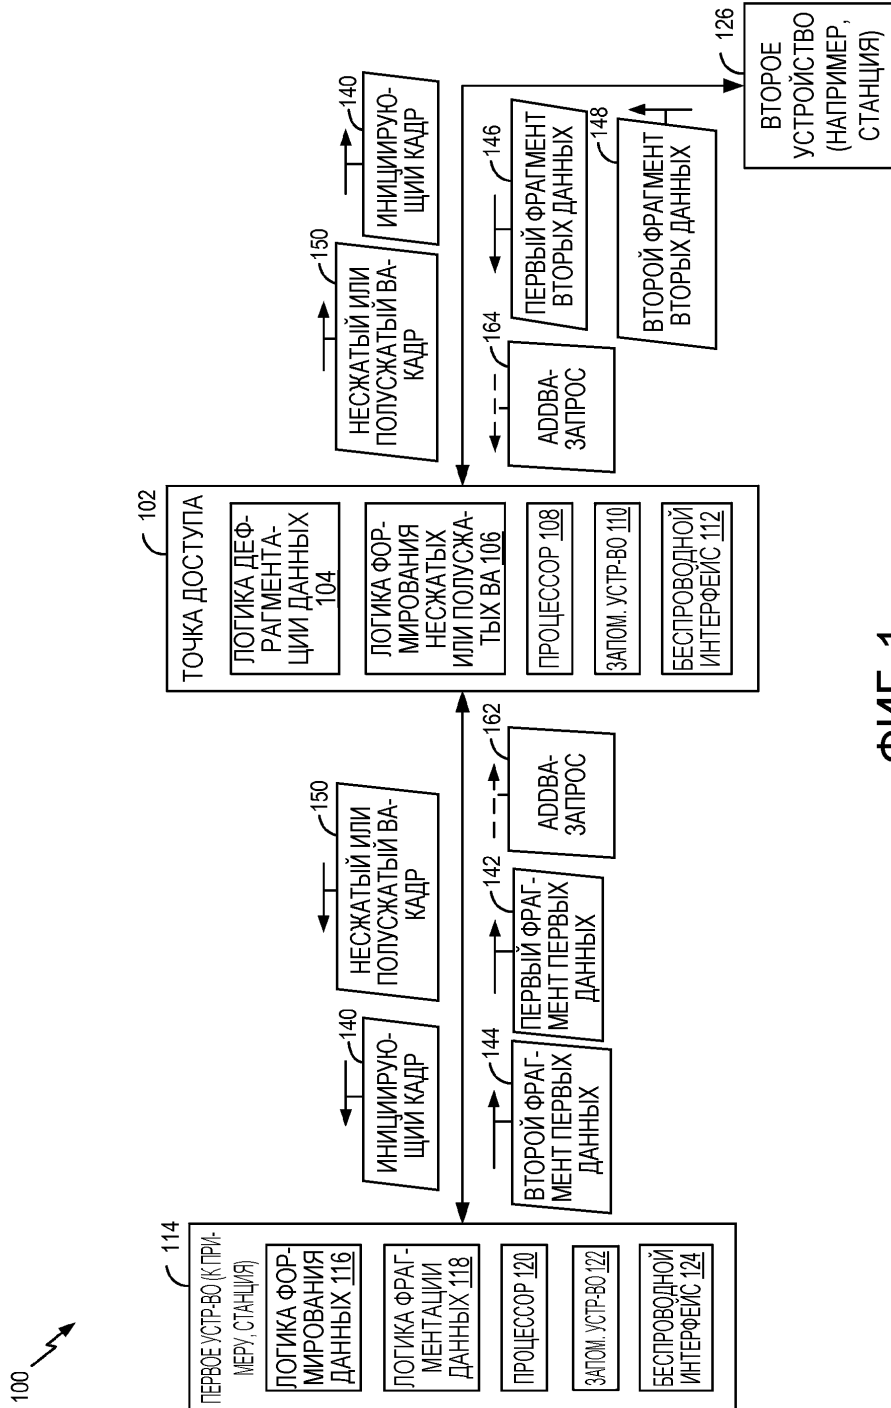 100
114
ПЕРВОЕ УСТР-ВО (К ПРИ-
МЕРУ, СТАНЦИЯ)
ЛОГИКА ФОР-
МИРОВАНИЯ
ДАННЫХ 116
ЛОГИКА ФРАГ-
МЕНТАЦИИ
ДАННЫХ 118
ПРОЦЕССОР 120
ЗАПОМ. УСТР-ВО 122
БЕСПРОВОДНОЙ
ИНТЕРФЕЙС 124
140
ИНИЦИИРУЮ-
ЩИЙ КАДР
150
НЕСЖАТЫЙ ИЛИ
ПОЛУСЖАТЫЙ BA-
КАДР
144
ВТОРОЙ ФРАГ-
МЕНТ ПЕРВЫХ
ДАННЫХ
142
ПЕРВЫЙ ФРАГ-
МЕНТ ПЕРВЫХ
ДАННЫХ
162
ADDBA-
ЗАПРОС
102
ТОЧКА ДОСТУПА
ЛОГИКА ДЕФ-
РАГМЕНТА-
ЦИИ ДАННЫХ
104
ЛОГИКА ФОР-
МИРОВАНИЯ
НЕСЖАТЫХ
ИЛИ ПОЛУСЖА-
ТЫХ BA 106
ПРОЦЕССОР 108
ЗАПОМ. УСТР-ВО 110
БЕСПРОВОДНОЙ
ИНТЕРФЕЙС 112
150
НЕСЖАТЫЙ ИЛИ
ПОЛУСЖАТЫЙ BA-
КАДР
140
ИНИЦИИРУЮ-
ЩИЙ КАДР
164
ADDBA-
ЗАПРОС
146
ПЕРВЫЙ ФРАГМЕНТ
ВТОРЫХ ДАННЫХ
148
ВТОРОЙ ФРАГМЕНТ
ВТОРЫХ ДАННЫХ
126
ВТОРОЕ
УСТРОЙСТВО
(НАПРИМЕР,
СТАНЦИЯ)
ФИГ. 1